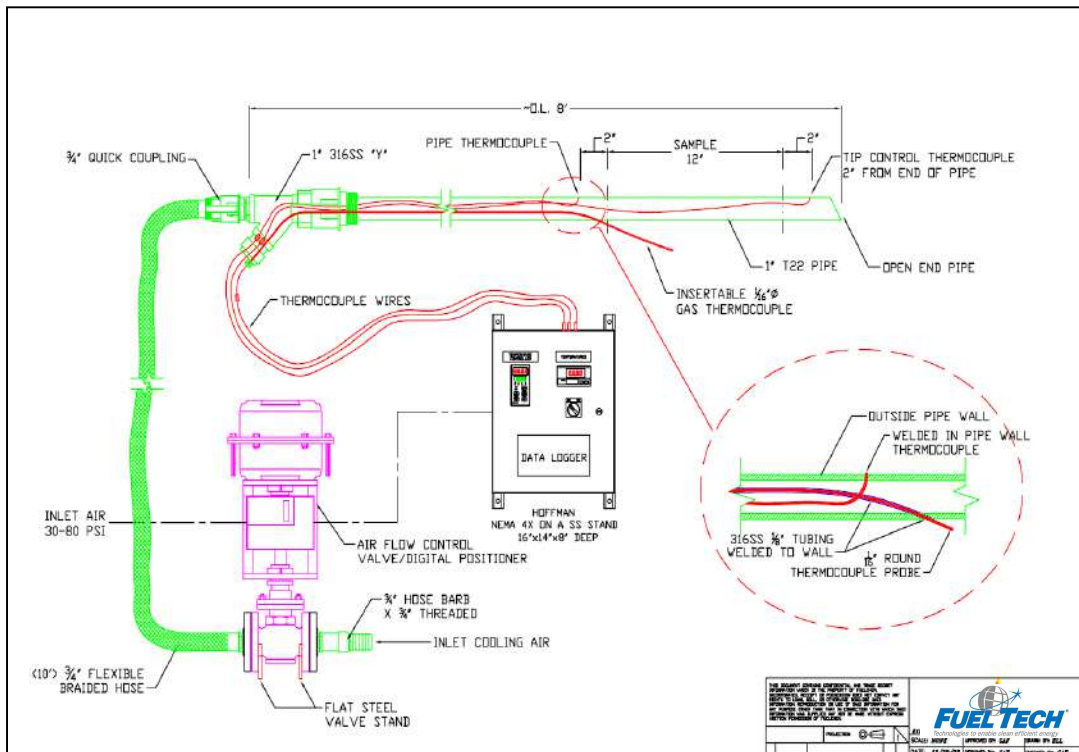 ~O.L. 8'
PIPE THERMOCOUPLE
2"
SAMPLE
12"
2"
¾" QUICK COUPLING
1" 316SS "Y"
TIP CONTROL THERMOCOUPLE
2" FROM END OF PIPE
1" T22 PIPE
OPEN END PIPE
INSERTABLE 1/16"Ø
GAS THERMOCOUPLE
THERMOCOUPLE WIRES
DATA LOGGER
HOFFMAN
NEMA 4X ON A SS STAND
16"x14"x8" DEEP
OUTSIDE PIPE WALL
WELDED IN PIPE WALL
THERMOCOUPLE
316SS ⅛" TUBING
WELDED TO WALL
1/16" ROUND
THERMOCOUPLE PROBE
INLET AIR
30-80 PSI
AIR FLOW CONTROL
VALVE/DIGITAL POSITIONER
¾" HOSE BARB
X ¾" THREADED
INLET COOLING AIR
(10') ¾" FLEXIBLE
BRAIDED HOSE
FLAT STEEL
VALVE STAND
PROJECTION
FUEL TECH
Technologies to enable clean efficient energy